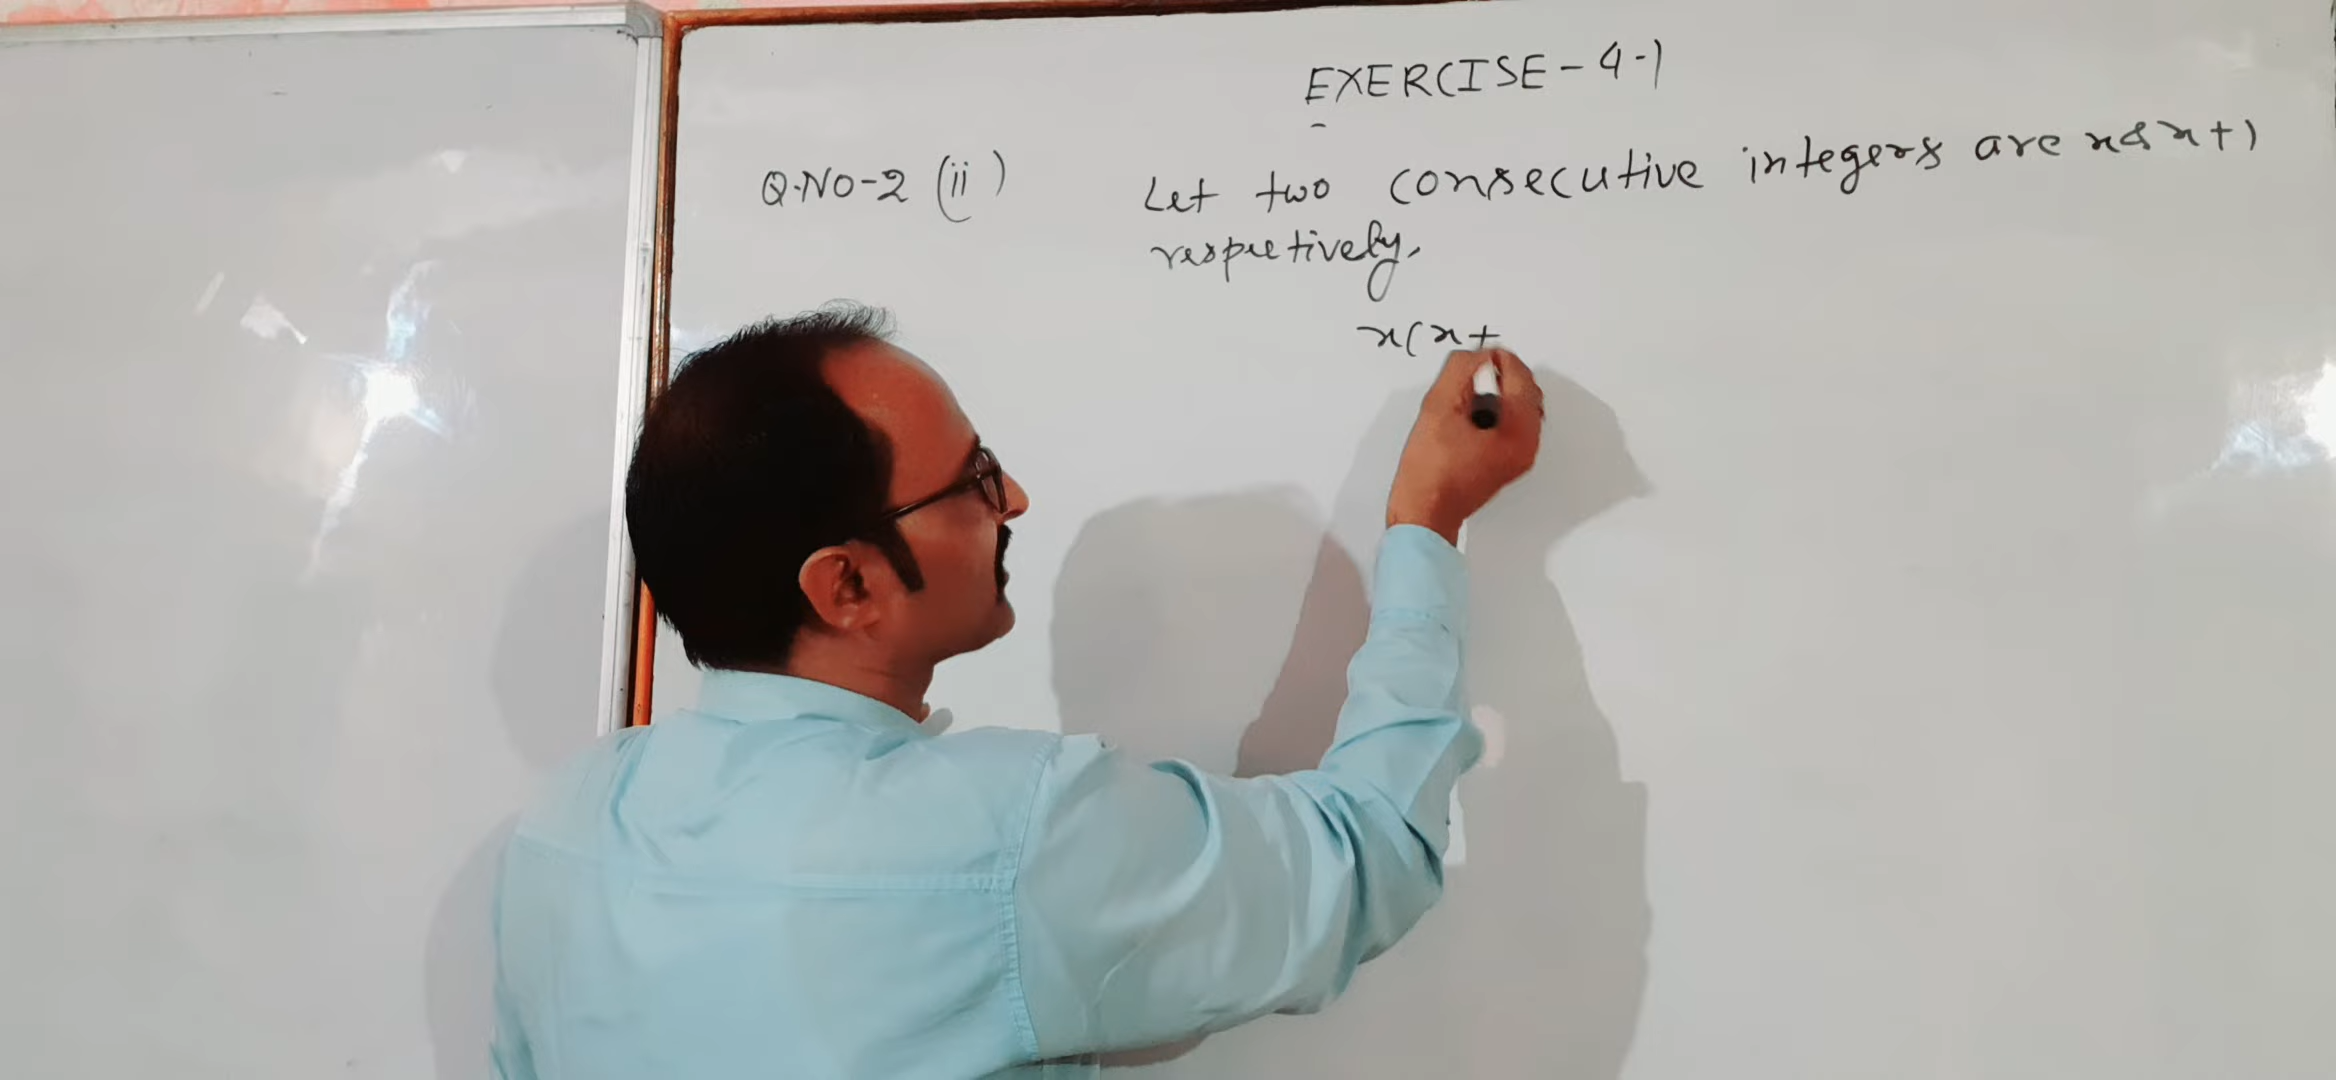 EXERCISE-4.1
Q.NO-2 (ii) Let two consecutive integers are x & x+1
respectively.
x(x+